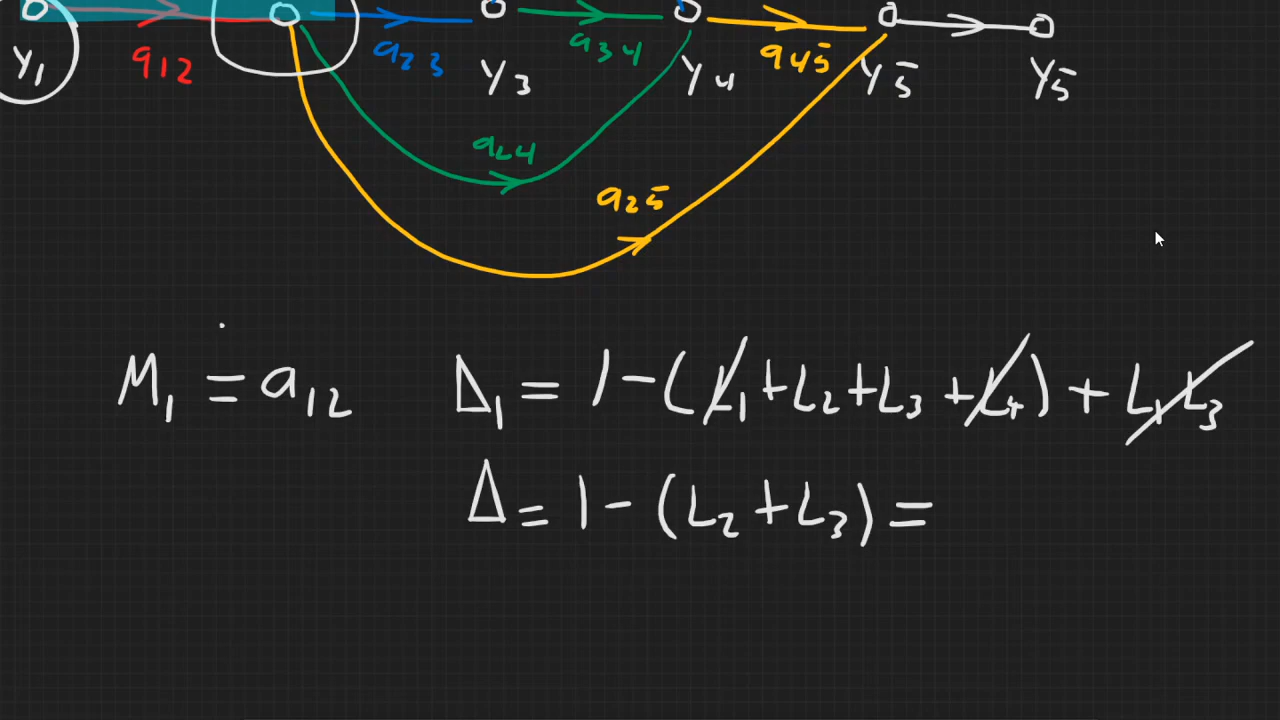 a12 a23 a34 a45
Y1 Y3 Y4 Y5 Y5
a24
a25
M1 = a12 Δ1 = 1-(L1+L2+L3+L4)+L1L3
Δ = 1-(L2+L3)=